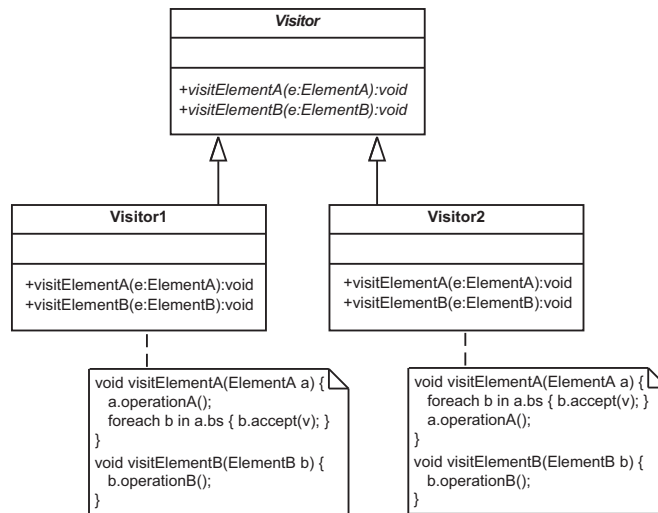 Visitor
+visitElementA(e:ElementA):void
+visitElementB(e:ElementB):void
Visitor1
+visitElementA(e:ElementA):void
+visitElementB(e:ElementB):void
Visitor2
+visitElementA(e:ElementA):void
+visitElementB(e:ElementB):void
void visitElementA(ElementA a) {
a.operationA();
foreach b in a.bs { b.accept(v); }
}
void visitElementB(ElementB b) {
b.operationB();
}
void visitElementA(ElementA a) {
foreach b in a.bs { b.accept(v); }
a.operationA();
}
void visitElementB(ElementB b) {
b.operationB();
}